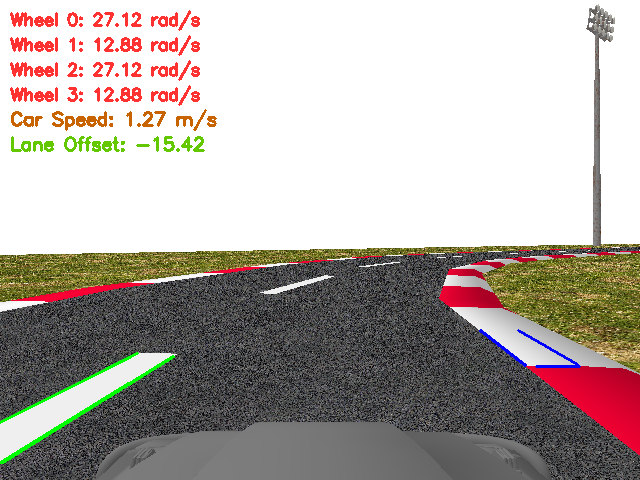 Wheel 0: 27.12 rad/s
Wheel 1: 12.88 rad/s
Wheel 2: 27.12 rad/s
Wheel 3: 12.88 rad/s
Car Speed: 1.27 m/s
Lane Offset: -15.42